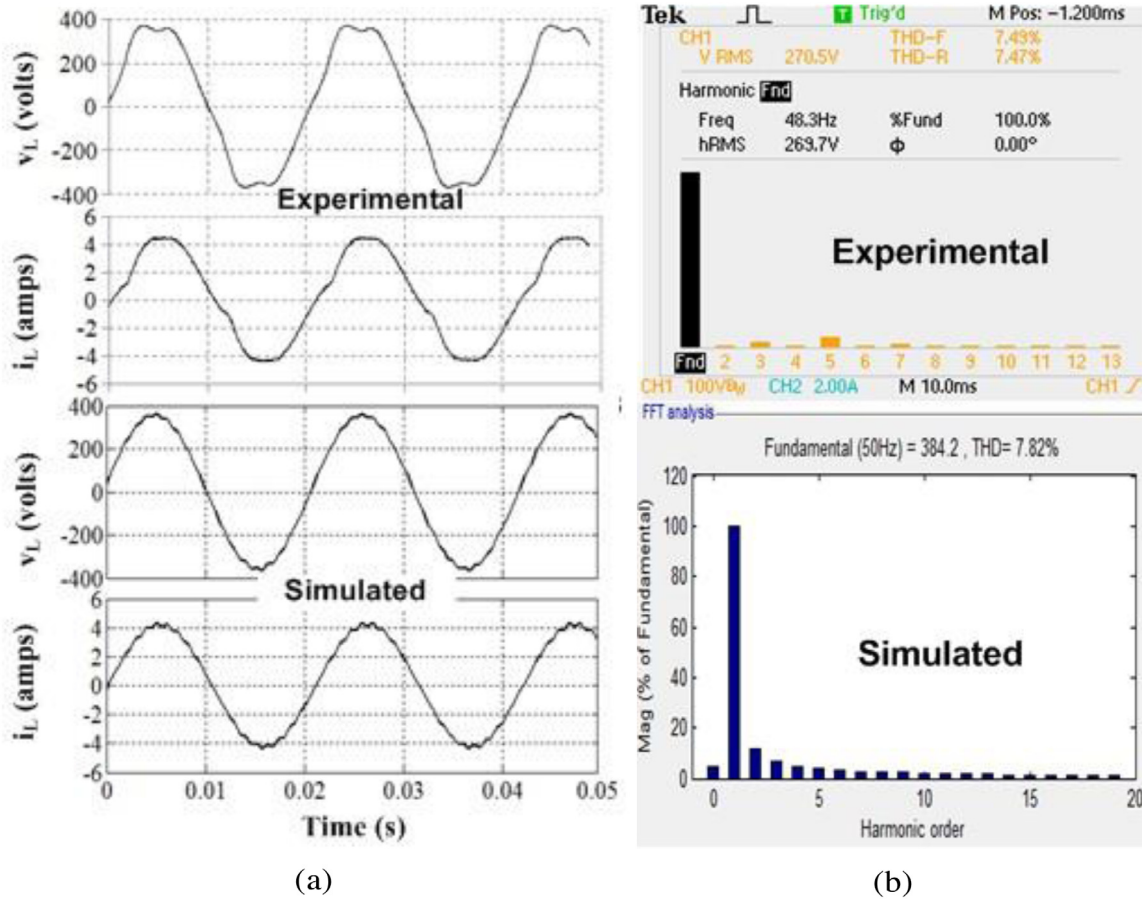 400
200
0
-200
-400
v_L (volts)
Experimental
6
4
2
0
-2
-4
-6
i_L (amps)
400
200
0
-200
-400
v_L (volts)
Simulated
6
4
2
0
-2
-4
-6
i_L (amps)
0 0.01 0.02 0.03 0.04 0.05
Time (s)
(a)
Tek T Trig'd M Pos: -1.200ms
CH1 THD-F 7.49%
V RMS 270.5V THD-R 7.47%
Harmonic Fnd
Freq 48.3Hz %Fund 100.0%
hRMS 269.7V ϕ 0.00°
Experimental
Fnd 2 3 4 5 6 7 8 9 10 11 12 13
CH2 2.00A M 10.0ms CH1
FFT analysis
Fundamental (50Hz) = 384.2 , THD= 7.82%
120
100
80
60
40
20
0
Mag (% of Fundamental)
Simulated
0 5 10 15 20
Harmonic order
(b)